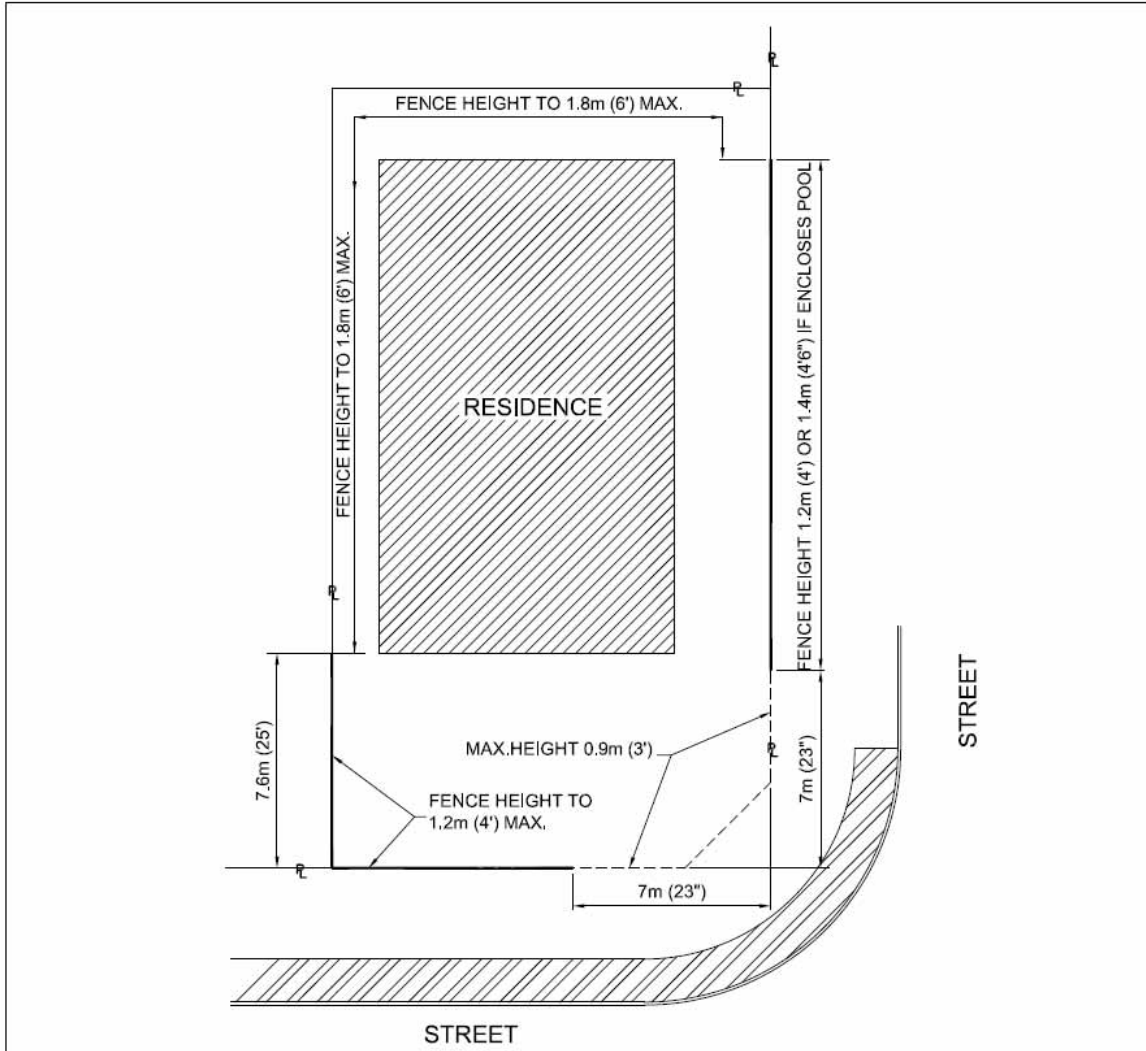 ℄
℄
FENCE HEIGHT TO 1.8m (6') MAX.
FENCE HEIGHT TO 1.8m (6') MAX.
RESIDENCE
FENCE HEIGHT 1.2m (4') OR 1.4m (4'6") IF ENCLOSES POOL
℄
7.6m (25')
MAX.HEIGHT 0.9m (3')
℄
7m (23")
STREET
FENCE HEIGHT TO
1.2m (4') MAX.
℄
7m (23")
STREET